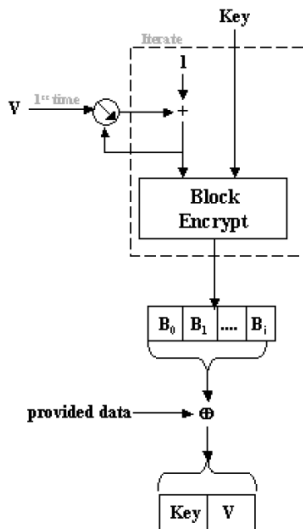 Key
Iterate
1
V
1st time
+
Block
Encrypt
B0 B1 .... Bi
provided data
⊕
Key V